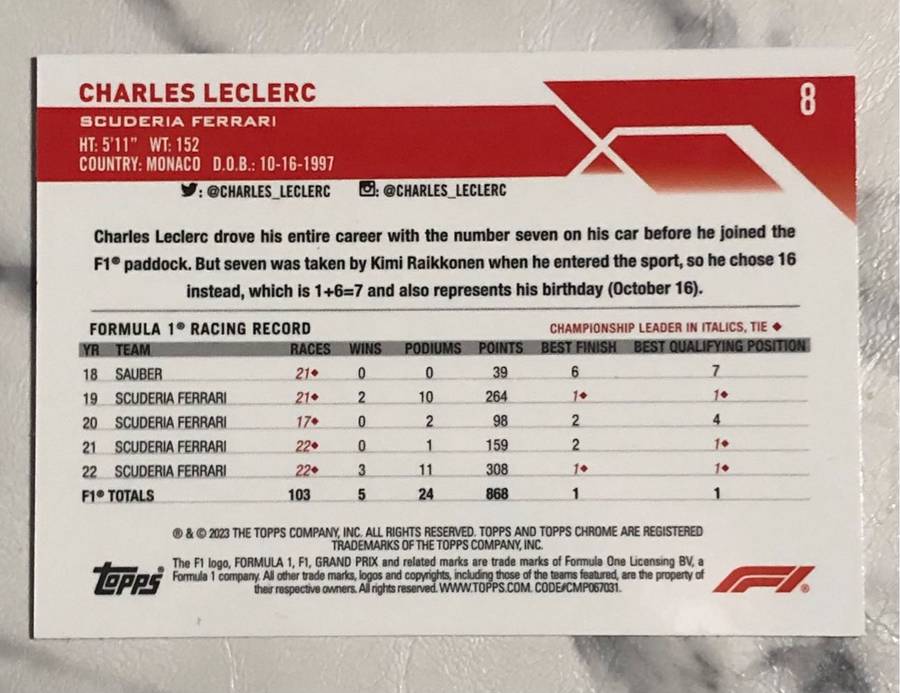 CHARLES LECLERC
8
SCUDERIA FERRARI
HT: 5'11" WT: 152
COUNTRY: MONACO D.O.B.: 10-16-1997
: @CHARLES_LECLERC : @CHARLES_LECLERC
Charles Leclerc drove his entire career with the number seven on his car before he joined the
F1® paddock. But seven was taken by Kimi Raikkonen when he entered the sport, so he chose 16
instead, which is 1+6=7 and also represents his birthday (October 16).
FORMULA 1® RACING RECORD CHAMPIONSHIP LEADER IN ITALICS, TIE ◆
YR TEAM RACES WINS PODIUMS POINTS BEST FINISH BEST QUALIFYING POSITION
18 SAUBER 21◆ 0 0 39 6 7
19 SCUDERIA FERRARI 21◆ 2 10 264 1◆ 1◆
20 SCUDERIA FERRARI 17◆ 0 2 98 2 4
21 SCUDERIA FERRARI 22◆ 0 1 159 2 1◆
22 SCUDERIA FERRARI 22◆ 3 11 308 1◆ 1◆
F1® TOTALS 103 5 24 868 1 1
® & © 2023 THE TOPPS COMPANY, INC. ALL RIGHTS RESERVED. TOPPS AND TOPPS CHROME ARE REGISTERED
TRADEMARKS OF THE TOPPS COMPANY, INC.
The F1 logo, FORMULA 1, F1, GRAND PRIX and related marks are trade marks of Formula One Licensing BV, a
Formula 1 company. All other trade marks, logos and copyrights, including those of the teams featured, are the property of
their respective owners. All rights reserved. WWW.TOPPS.COM. CODE#CMP067031.
Topps®
F1®